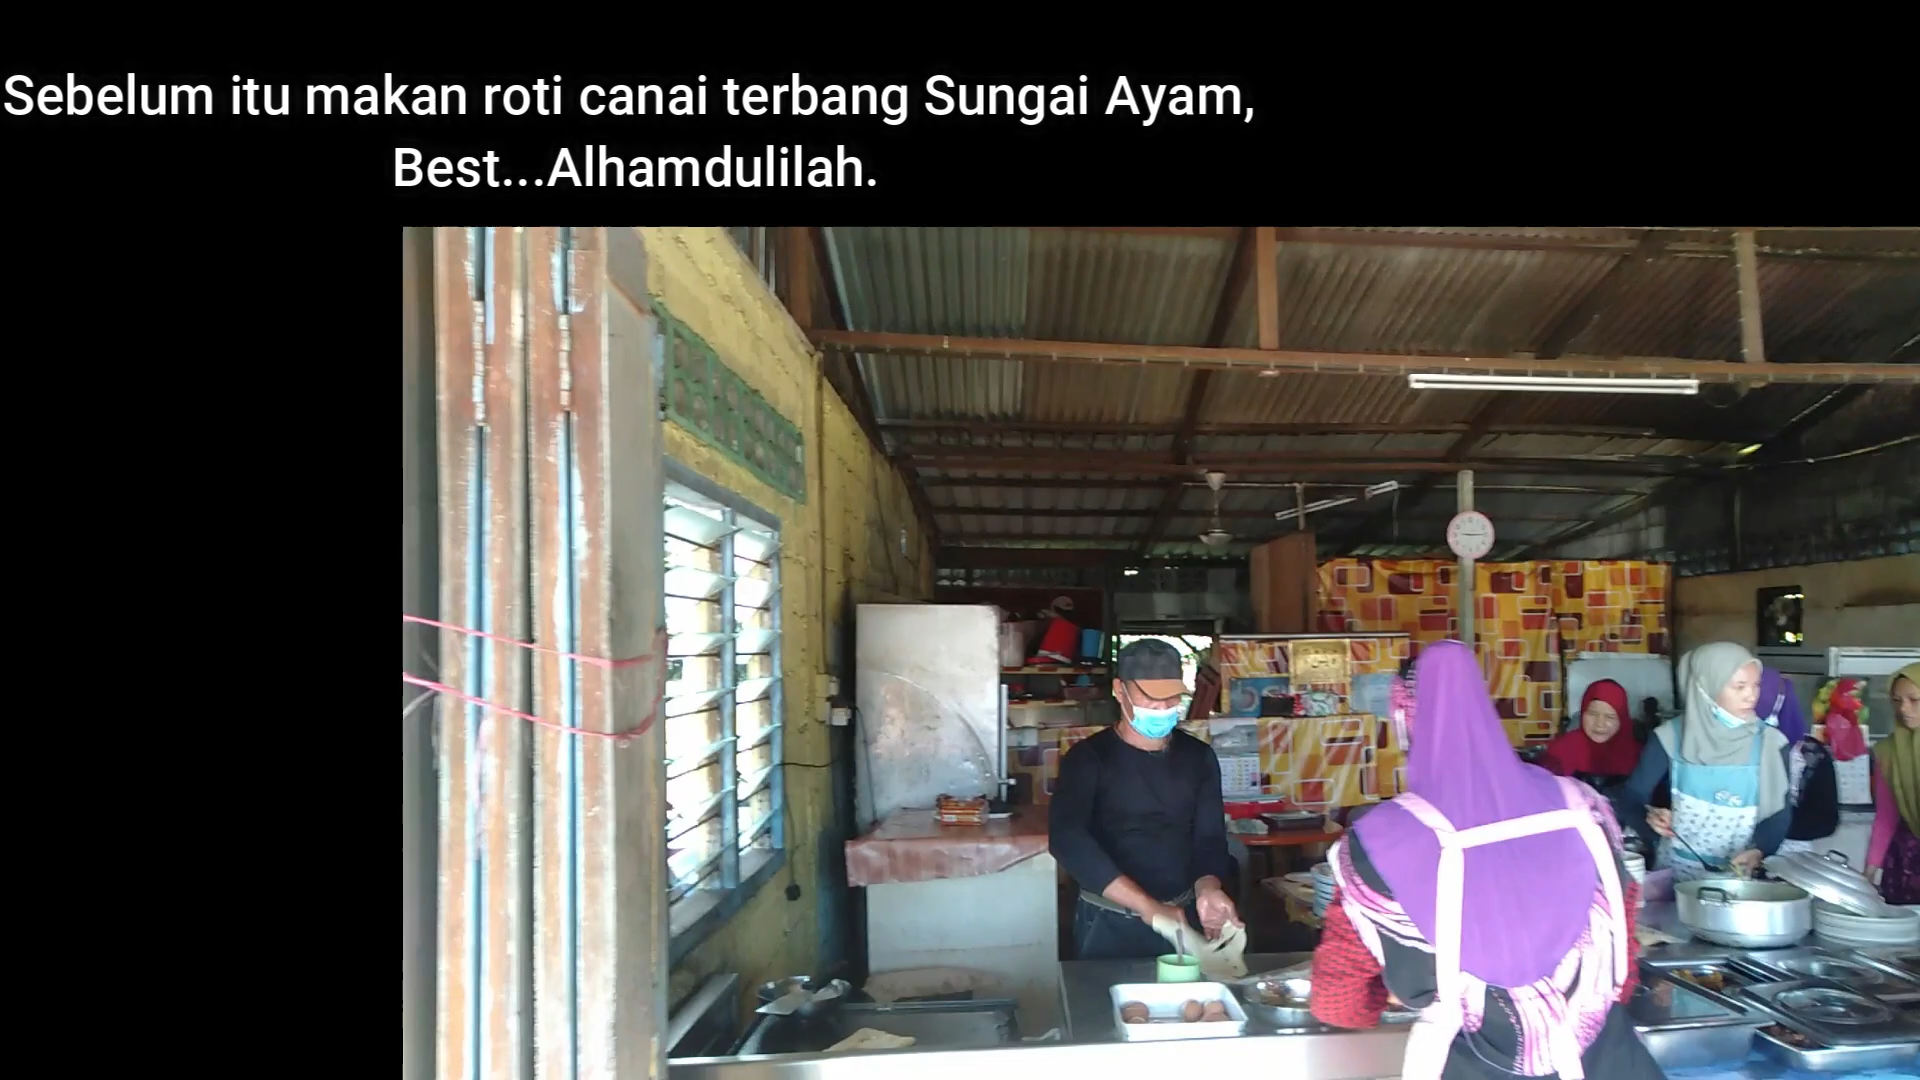 Sebelum itu makan roti canai terbang Sungai Ayam,
Best...Alhamdulilah.